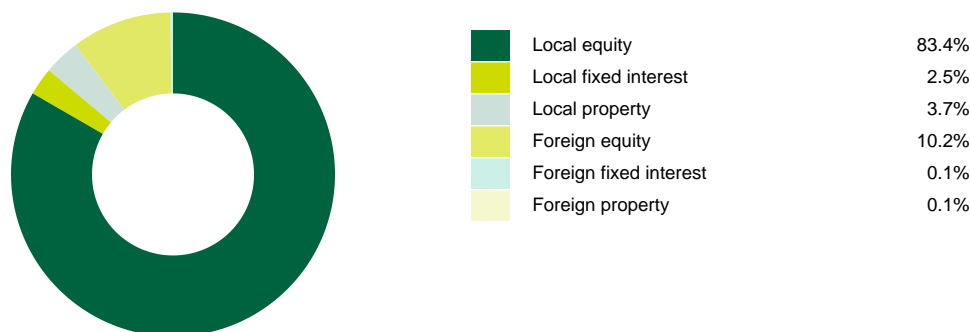 Local equity 83.4%
Local fixed interest 2.5%
Local property 3.7%
Foreign equity 10.2%
Foreign fixed interest 0.1%
Foreign property 0.1%